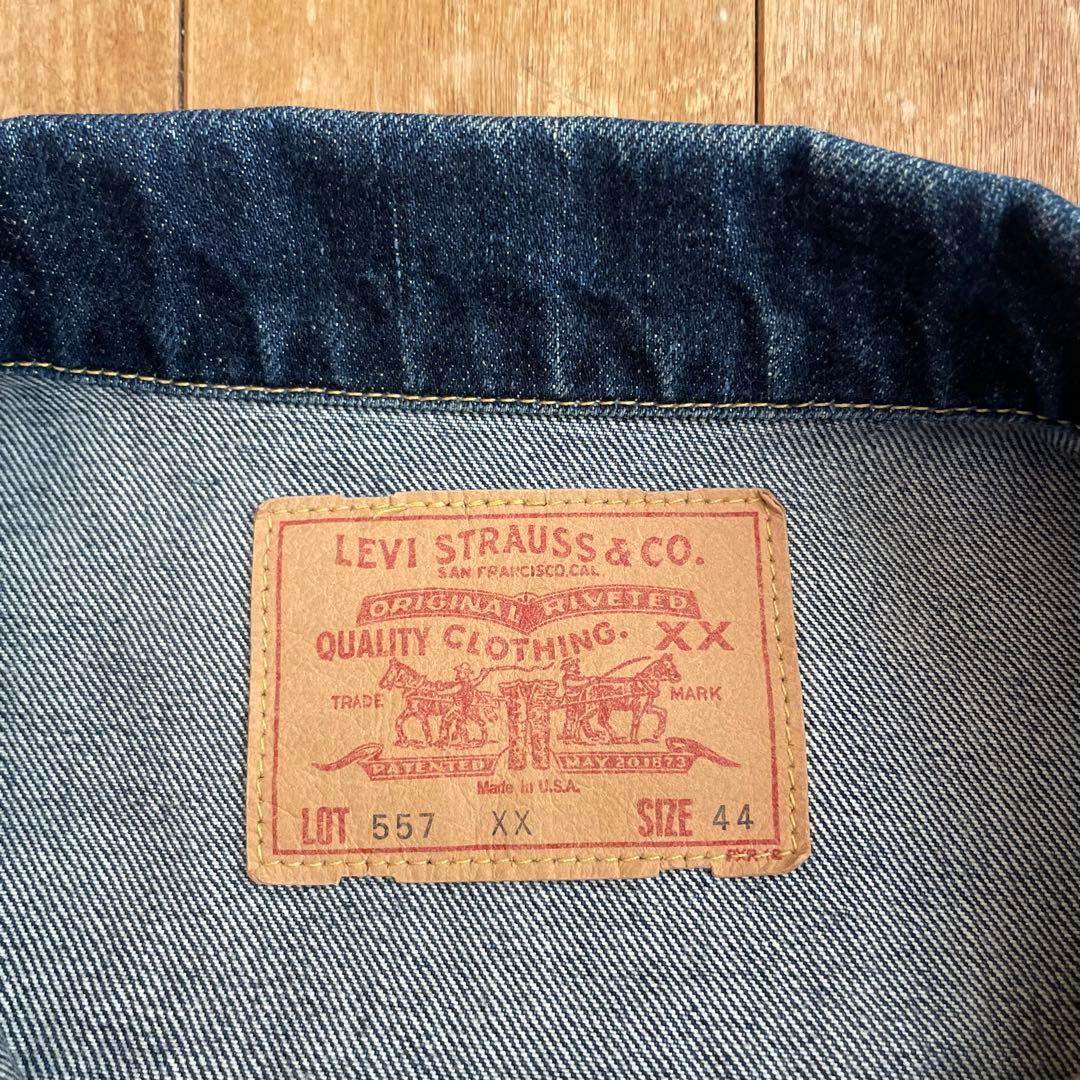 LEVI STRAUSS & CO.
SAN FRANCISCO, CAL.
ORIGINAL RIVETED
QUALITY CLOTHING. XX
TRADE MARK
PATENTED MAY 20 1873
Made in U.S.A.
LOT 557 XX SIZE 44